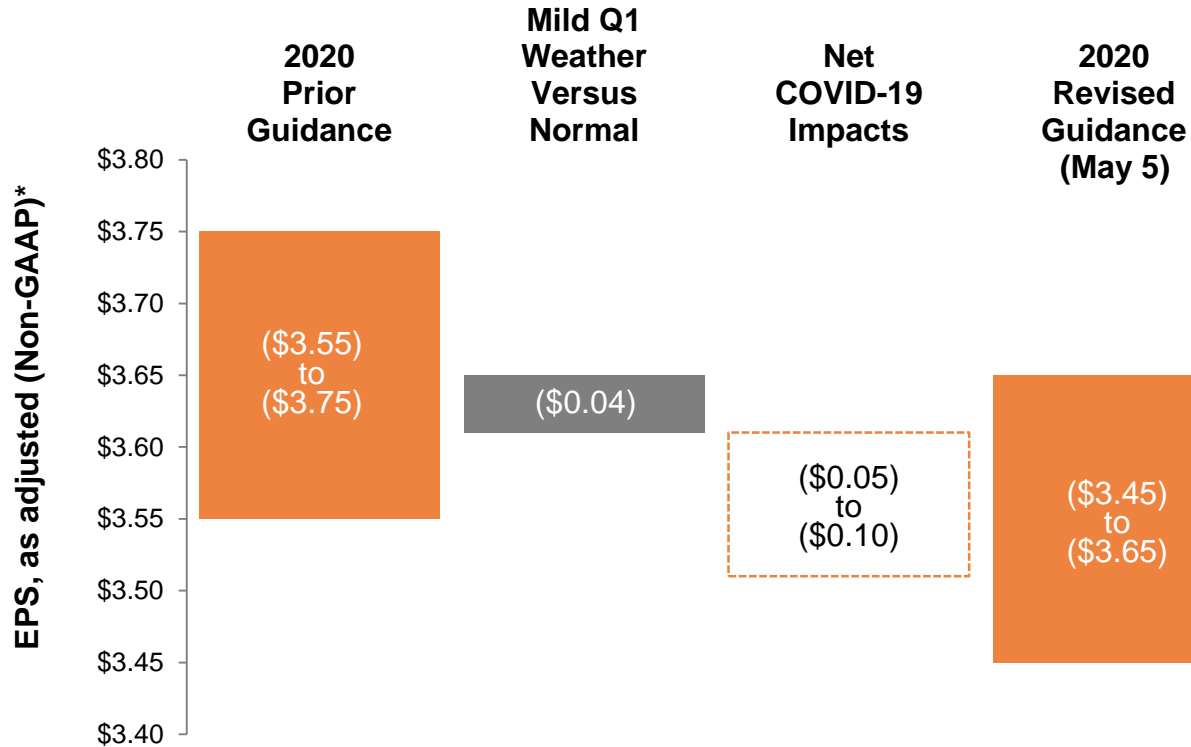 2020
Prior
Guidance
Mild Q1
Weather
Versus
Normal
Net
COVID-19
Impacts
2020
Revised
Guidance
(May 5)
EPS, as adjusted (Non-GAAP)*
$3.80
$3.75
$3.70
$3.65
$3.60
$3.55
$3.50
$3.45
$3.40
($3.55)
to
($3.75)
($0.04)
($0.05)
to
($0.10)
($3.45)
to
($3.65)